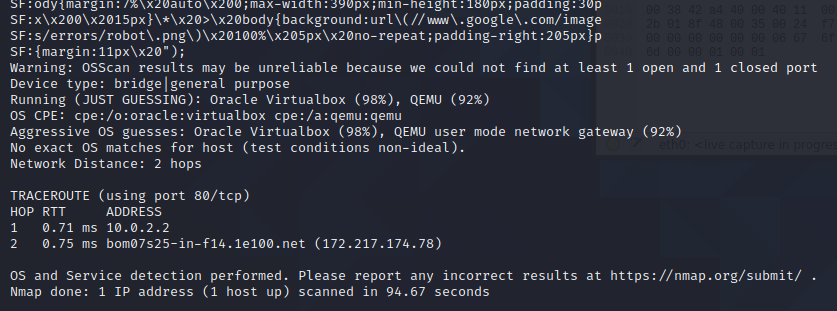 SF:ody{margin:7%\x20auto\x200;max-width:390px;min-height:180px;padding:30p
SF:x\x200\x2015px}\*\x20>\x20body{background:url\(//www\.google\.com/image
SF:s/errors/robot\.png\)\x20100%\x205px\x20no-repeat;padding-right:205px}p
SF:{margin:11px\x20");
Warning: OSScan results may be unreliable because we could not find at least 1 open and 1 closed port
Device type: bridge|general purpose
Running (JUST GUESSING): Oracle Virtualbox (98%), QEMU (92%)
OS CPE: cpe:/o:oracle:virtualbox cpe:/a:qemu:qemu
Aggressive OS guesses: Oracle Virtualbox (98%), QEMU user mode network gateway (92%)
No exact OS matches for host (test conditions non-ideal).
Network Distance: 2 hops
TRACEROUTE (using port 80/tcp)
HOP RTT ADDRESS
1 0.71 ms 10.0.2.2
2 0.75 ms bom07s25-in-f14.1e100.net (172.217.174.78)
OS and Service detection performed. Please report any incorrect results at https://nmap.org/submit/ .
Nmap done: 1 IP address (1 host up) scanned in 94.67 seconds
eth0: <live capture in progres